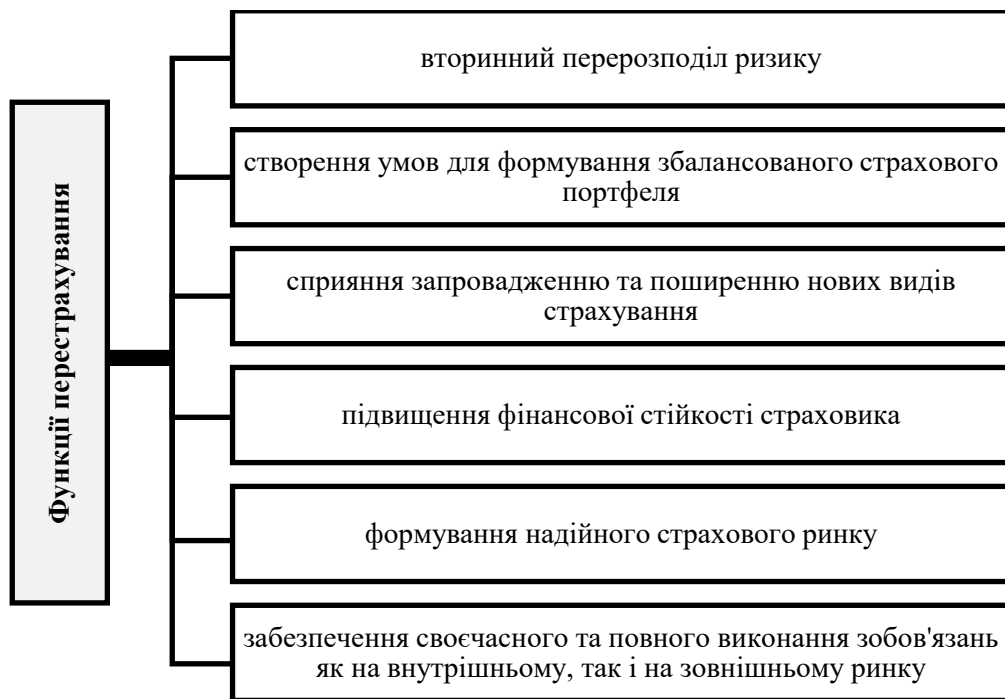 Функції перестрахування
вторинний перерозподіл ризику
створення умов для формування збалансованого страхового
портфеля
сприяння запровадженню та поширенню нових видів
страхування
підвищення фінансової стійкості страховика
формування надійного страхового ринку
забезпечення своєчасного та повного виконання зобов'язань
як на внутрішньому, так і на зовнішньому ринку